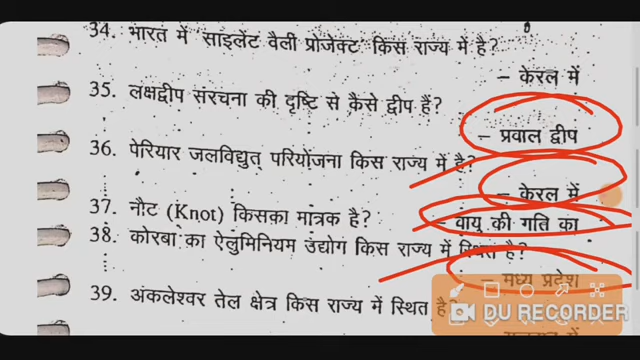 34. भारत में साइलेंट वैली प्रोजेक्ट किस राज्य में है?
– केरल में
35. लक्षद्वीप संरचना की दृष्टि से कैसे द्वीप हैं?
– प्रवाल द्वीप
36. पेरियार जलविद्युत् परियोजना किस राज्य में है?
– केरल में
37. नौट (Knot) किसका मात्रक है?
– वायु की गति का
38. कोरबा का ऐलुमिनियम उद्योग किस राज्य में स्थित है?
– मध्य प्रदेश
39. अंकलेश्वर तेल क्षेत्र किस राज्य में स्थित है?
DU RECORDER